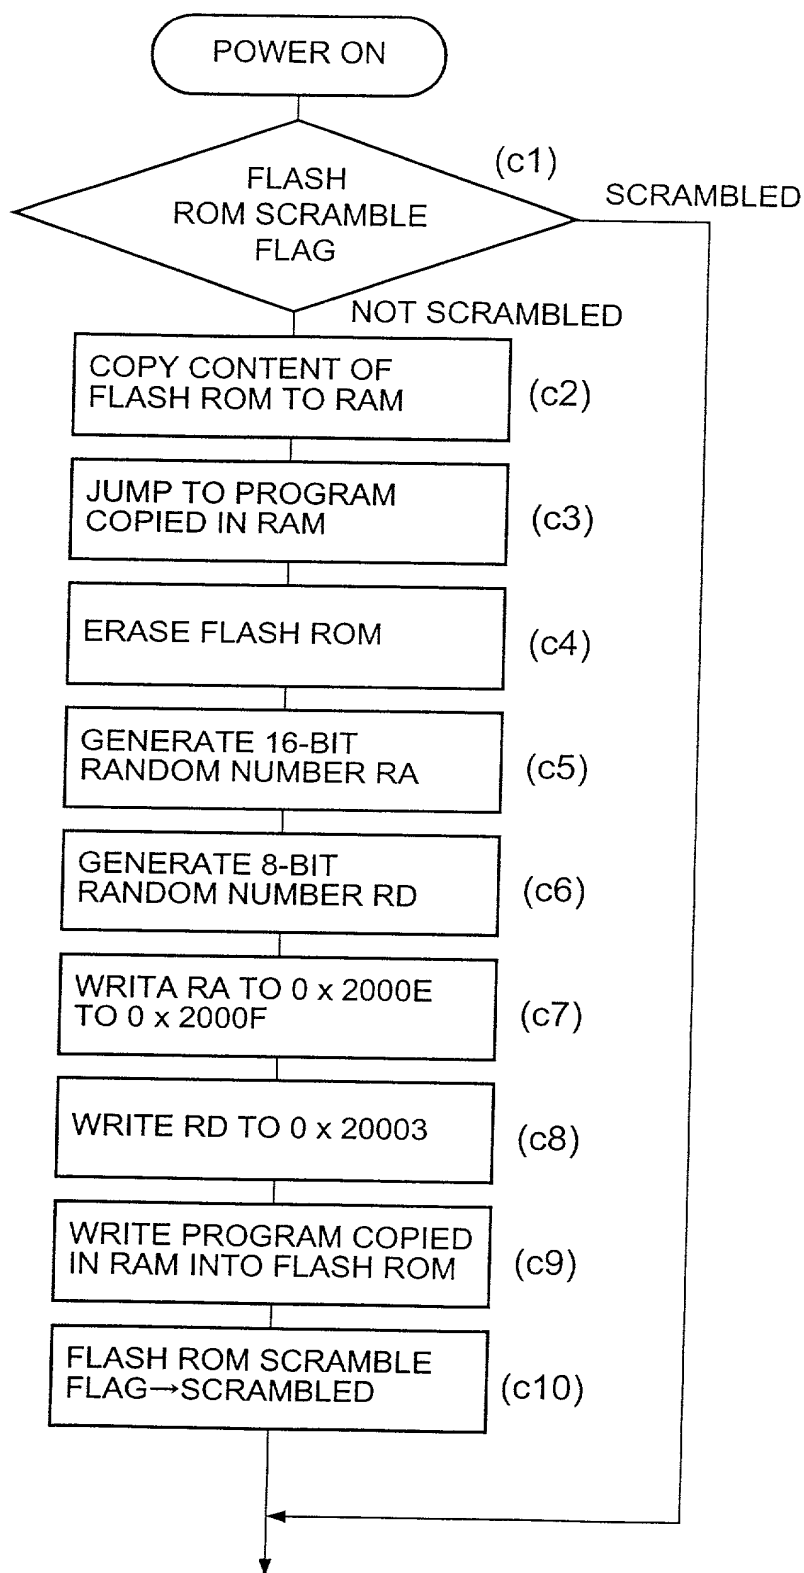 POWER ON
(c1)
FLASH
ROM SCRAMBLE
FLAG
SCRAMBLED
NOT SCRAMBLED
COPY CONTENT OF
FLASH ROM TO RAM
(c2)
JUMP TO PROGRAM
COPIED IN RAM
(c3)
ERASE FLASH ROM
(c4)
GENERATE 16-BIT
RANDOM NUMBER RA
(c5)
GENERATE 8-BIT
RANDOM NUMBER RD
(c6)
WRITA RA TO 0 x 2000E
TO 0 x 2000F
(c7)
WRITE RD TO 0 x 20003
(c8)
WRITE PROGRAM COPIED
IN RAM INTO FLASH ROM
(c9)
FLASH ROM SCRAMBLE
FLAG→SCRAMBLED
(c10)